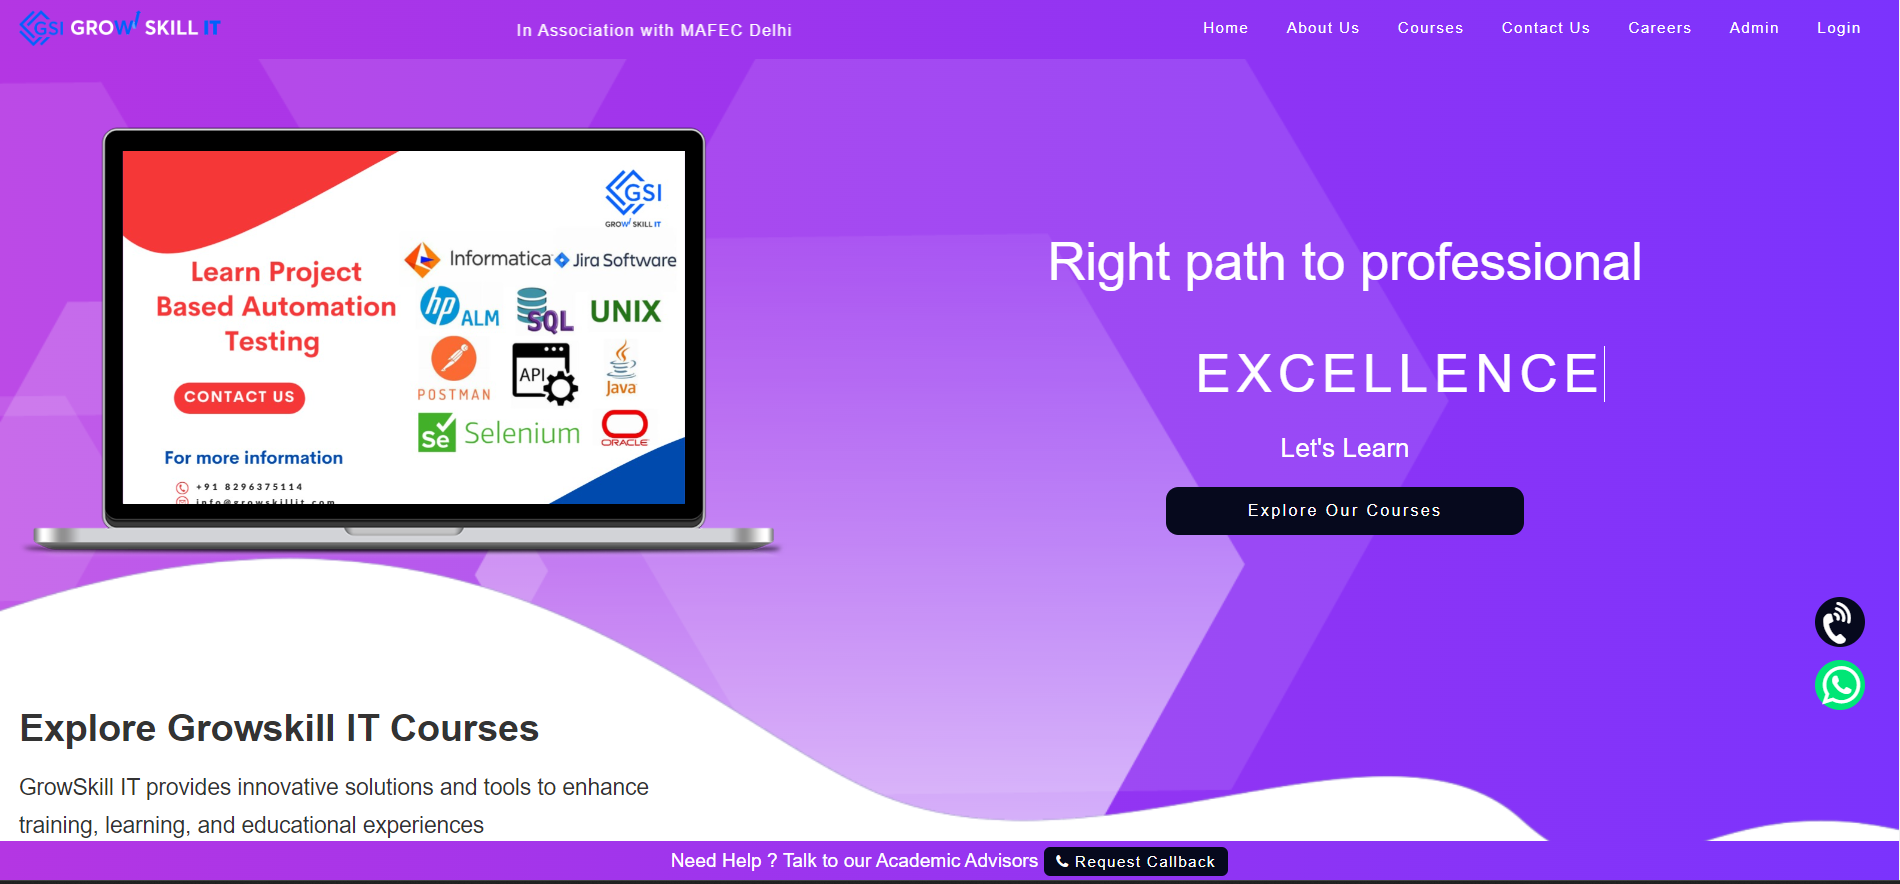 GSI GROW SKILL IT
In Association with MAFEC Delhi
Home About Us Courses Contact Us Careers Admin Login
GSI
GROW SKILL IT
Learn Project
Based Automation
Testing
CONTACT US
For more information
+91 8296375114
info@growskillit.com
Informatica Jira Software
hp ALM SQL UNIX
POSTMAN API Java
Se Selenium ORACLE
Right path to professional
EXCELLENCE
Let's Learn
Explore Our Courses
Explore Growskill IT Courses
GrowSkill IT provides innovative solutions and tools to enhance
training, learning, and educational experiences
Need Help ? Talk to our Academic Advisors Request Callback